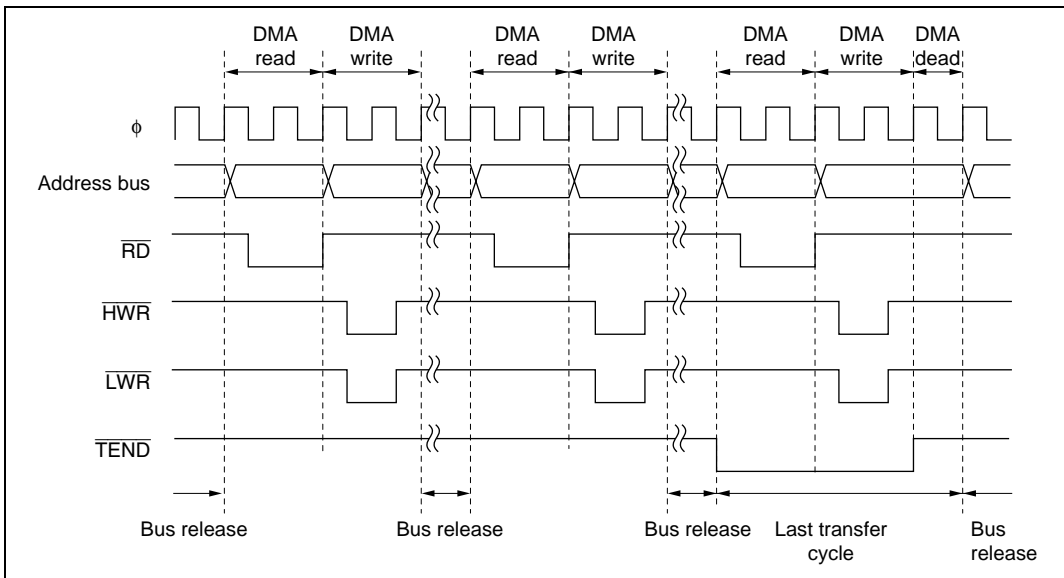 DMA read
DMA write
DMA read
DMA write
DMA read
DMA write
DMA dead
ϕ
Address bus
RD
HWR
LWR
TEND
Bus release
Bus release
Bus release
Last transfer cycle
Bus release